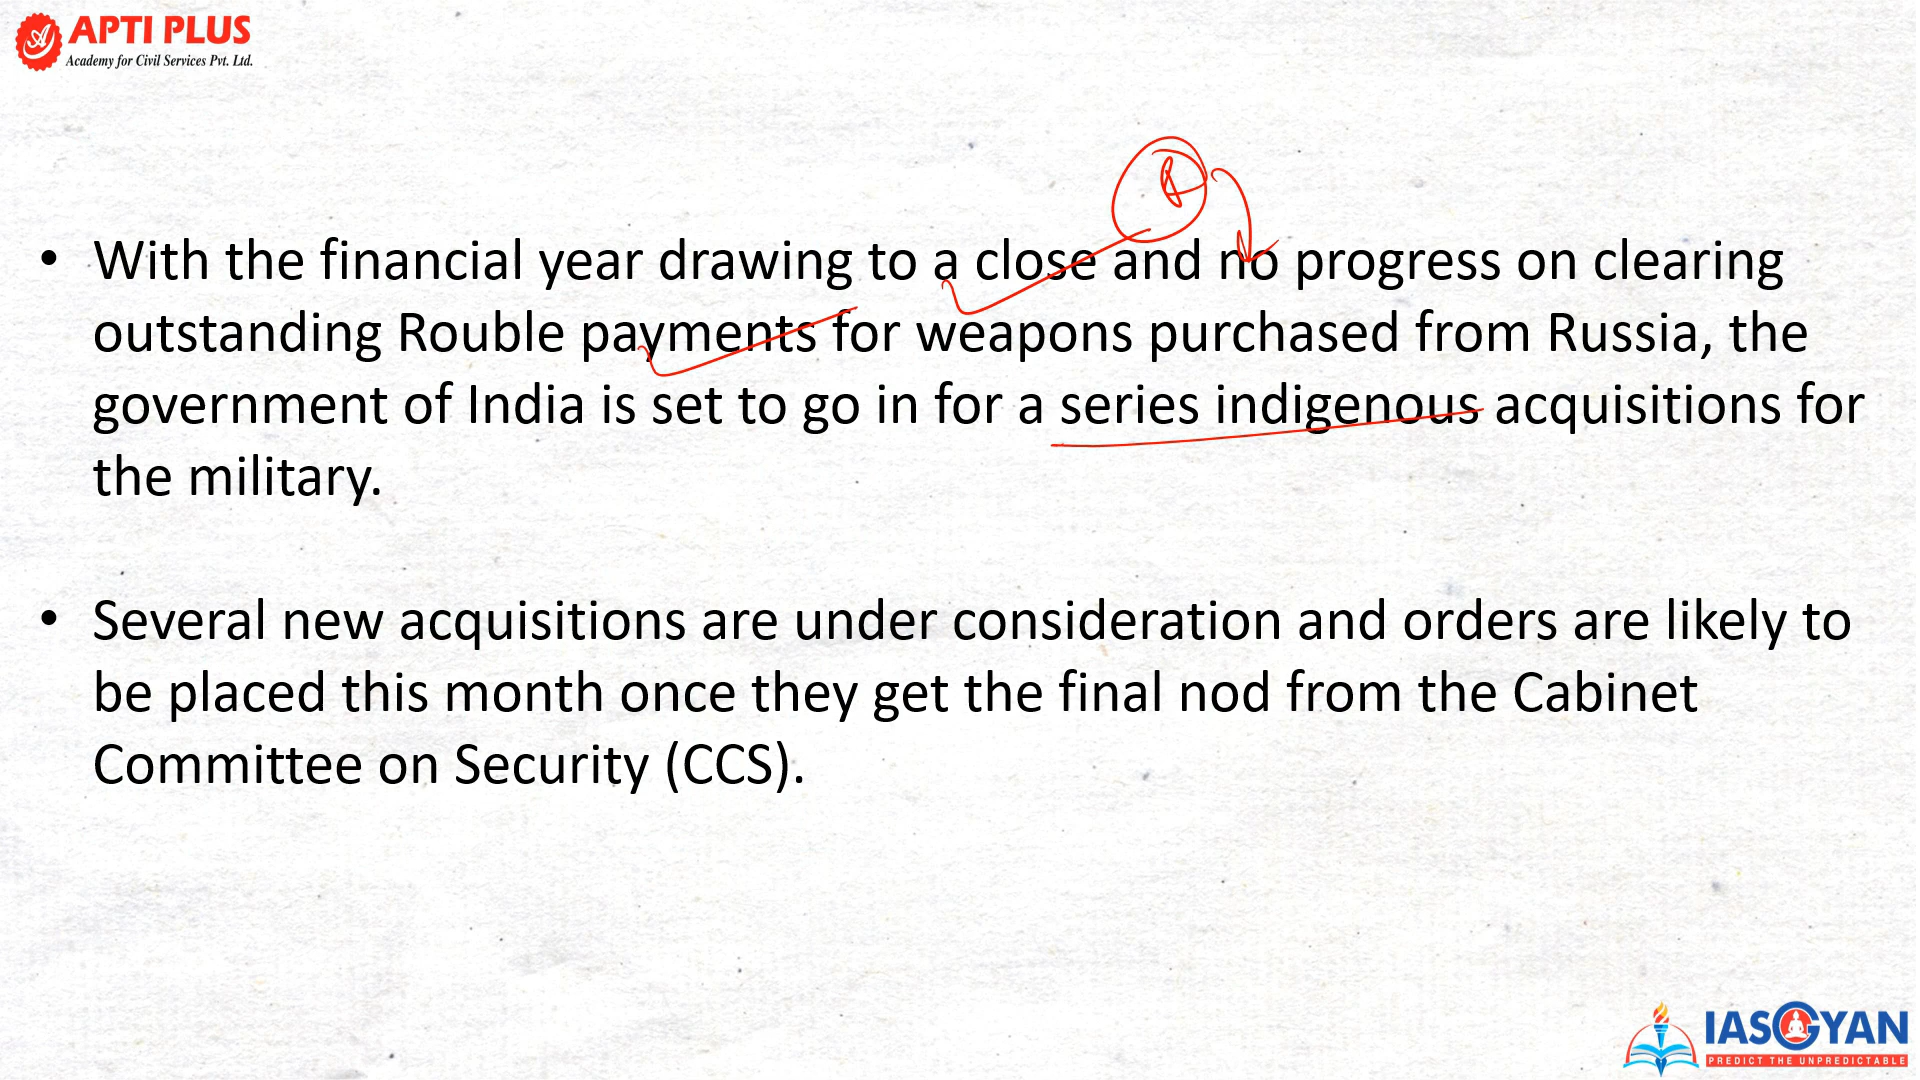 APTI PLUS
Academy for Civil Services Pvt. Ltd.
• With the financial year drawing to a close and no progress on clearing
outstanding Rouble payments for weapons purchased from Russia, the
government of India is set to go in for a series indigenous acquisitions for
the military.
• Several new acquisitions are under consideration and orders are likely to
be placed this month once they get the final nod from the Cabinet
Committee on Security (CCS).
IASGYAN
PREDICT THE UNPREDICTABLE